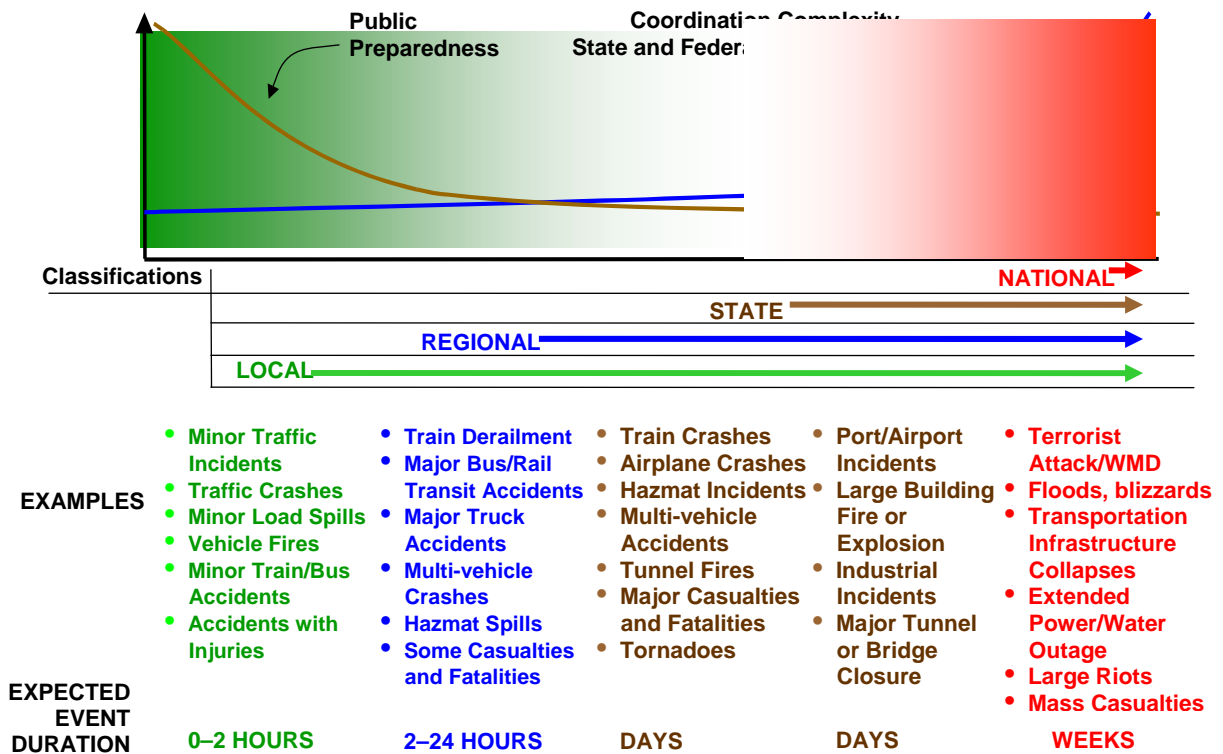 Public
Preparedness
Coordination Complexity
State and Federa
Classifications
NATIONAL
STATE
REGIONAL
LOCAL
EXAMPLES
• Minor Traffic
Incidents
• Traffic Crashes
• Minor Load Spills
• Vehicle Fires
• Minor Train/Bus
Accidents
• Accidents with
Injuries
• Train Derailment
• Major Bus/Rail
Transit Accidents
• Major Truck
Accidents
• Multi-vehicle
Crashes
• Hazmat Spills
• Some Casualties
and Fatalities
• Train Crashes
• Airplane Crashes
• Hazmat Incidents
• Multi-vehicle
Accidents
• Tunnel Fires
• Major Casualties
and Fatalities
• Tornadoes
• Port/Airport
Incidents
• Large Building
Fire or
Explosion
• Industrial
Incidents
• Major Tunnel
or Bridge
Closure
• Terrorist
Attack/WMD
• Floods, blizzards
• Transportation
Infrastructure
Collapses
• Extended
Power/Water
Outage
• Large Riots
• Mass Casualties
EXPECTED
EVENT
DURATION
0–2 HOURS
2–24 HOURS
DAYS
DAYS
WEEKS